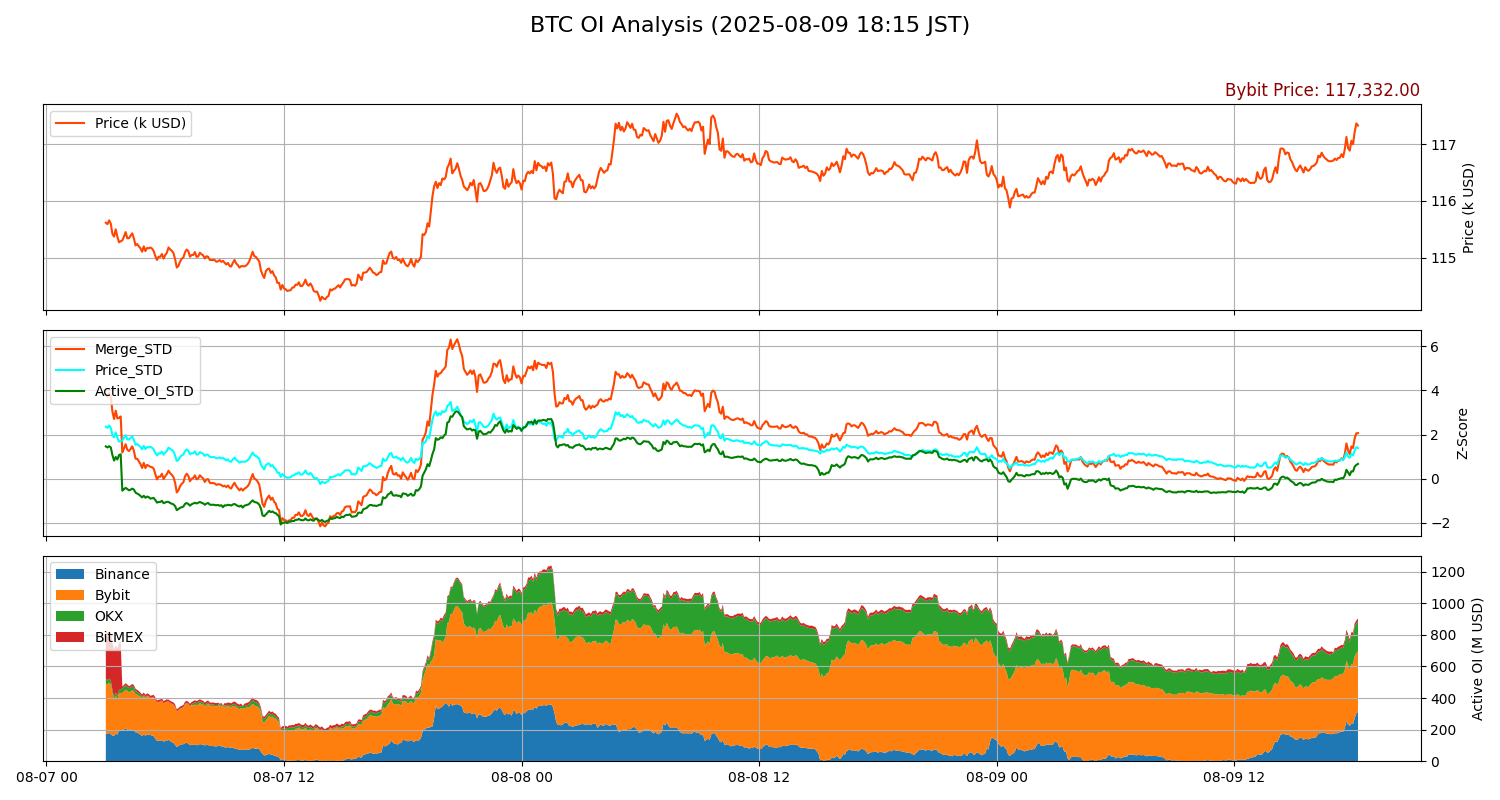 BTC OI Analysis (2025-08-09 18:15 JST)
Bybit Price: 117,332.00
Price (k USD)
117
116
115
Price (k USD)
Merge_STD
Price_STD
Active_OI_STD
6
4
2
0
−2
Z-Score
Binance
Bybit
OKX
BitMEX
1200
1000
800
600
400
200
0
Active OI (M USD)
08-07 00
08-07 12
08-08 00
08-08 12
08-09 00
08-09 12